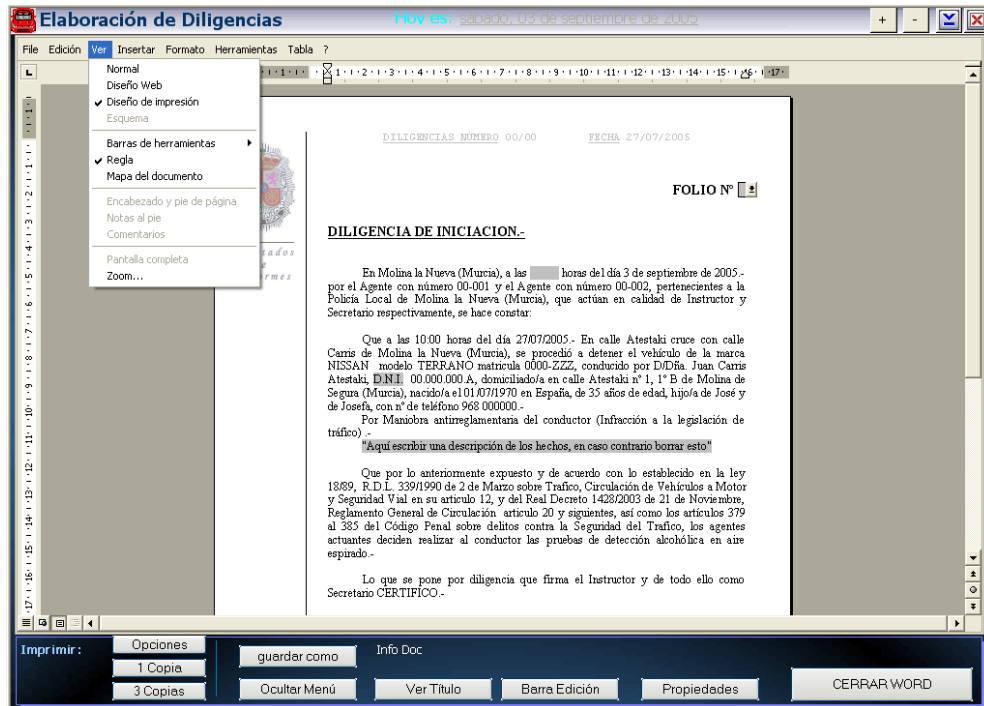 Elaboración de Diligencias
Hoy es: sábado, 03 de septiembre de 2005
+ -
File Edición Ver Insertar Formato Herramientas Tabla ?
Normal
Diseño Web
Diseño de impresión
Esquema
Barras de herramientas
Regla
Mapa del documento
Encabezado y pie de página
Notas al pie
Comentarios
Pantalla completa
Zoom...
DILIGENCIAS NÚMERO 00/00 FECHA 27/07/2005
FOLIO Nº
DILIGENCIA DE INICIACION.-
En Molina la Nueva (Murcia), a las horas del día 3 de septiembre de 2005.-
por el Agente con número 00-001 y el Agente con número 00-002, pertenecientes a la
Policía Local de Molina la Nueva (Murcia), que actúan en calidad de Instructor y
Secretario respectivamente, se hace constar:
Que a las 10:00 horas del día 27/07/2005.- En calle Atestaki cruce con calle
Carris de Molina la Nueva (Murcia), se procedió a detener el vehículo de la marca
NISSAN modelo TERRANO matricula 0000-ZZZ, conducido por D/Dña. Juan Carris
Atestaki, D.N.I. 00.000.000.A, domiciliado/a en calle Atestaki nº 1, 1º B de Molina de
Segura (Murcia), nacido/a el 01/07/1970 en España, de 35 años de edad, hijo/a de José y
de Josefa, con nº de teléfono 968 000000.-
Por Maniobra antirreglamentaria del conductor (Infracción a la legislación de
tráfico) .-
"Aquí escribir una descripción de los hechos, en caso contrario borrar esto"
Que por lo anteriormente expuesto y de acuerdo con lo establecido en la ley
18/89, R.D.L. 339/1990 de 2 de Marzo sobre Trafico, Circulación de Vehículos a Motor
y Seguridad Vial en su articulo 12, y del Real Decreto 1428/2003 de 21 de Noviembre,
Reglamento General de Circulación articulo 20 y siguientes, así como los artículos 379
al 385 del Código Penal sobre delitos contra la Seguridad del Trafico, los agentes
actuantes deciden realizar al conductor las pruebas de detección alcohólica en aire
espirado.-
Lo que se pone por diligencia que firma el Instructor y de todo ello como
Secretario CERTIFICO.-
Imprimir:
Opciones
1 Copia
3 Copias
guardar como
Info Doc
Ocultar Menú
Ver Título
Barra Edición
Propiedades
CERRAR WORD